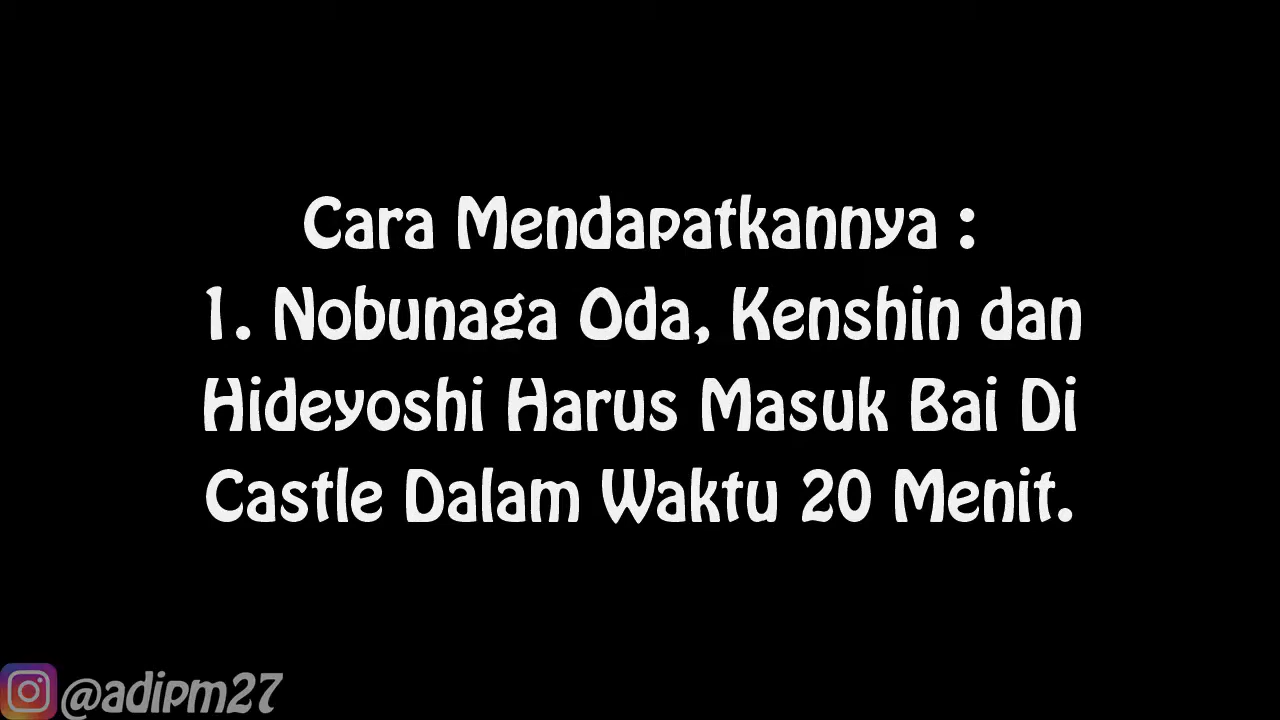 Cara Mendapatkannya :
1. Nobunaga Oda, Kenshin dan
Hideyoshi Harus Masuk Bai Di
Castle Dalam Waktu 20 Menit.
@adipm27